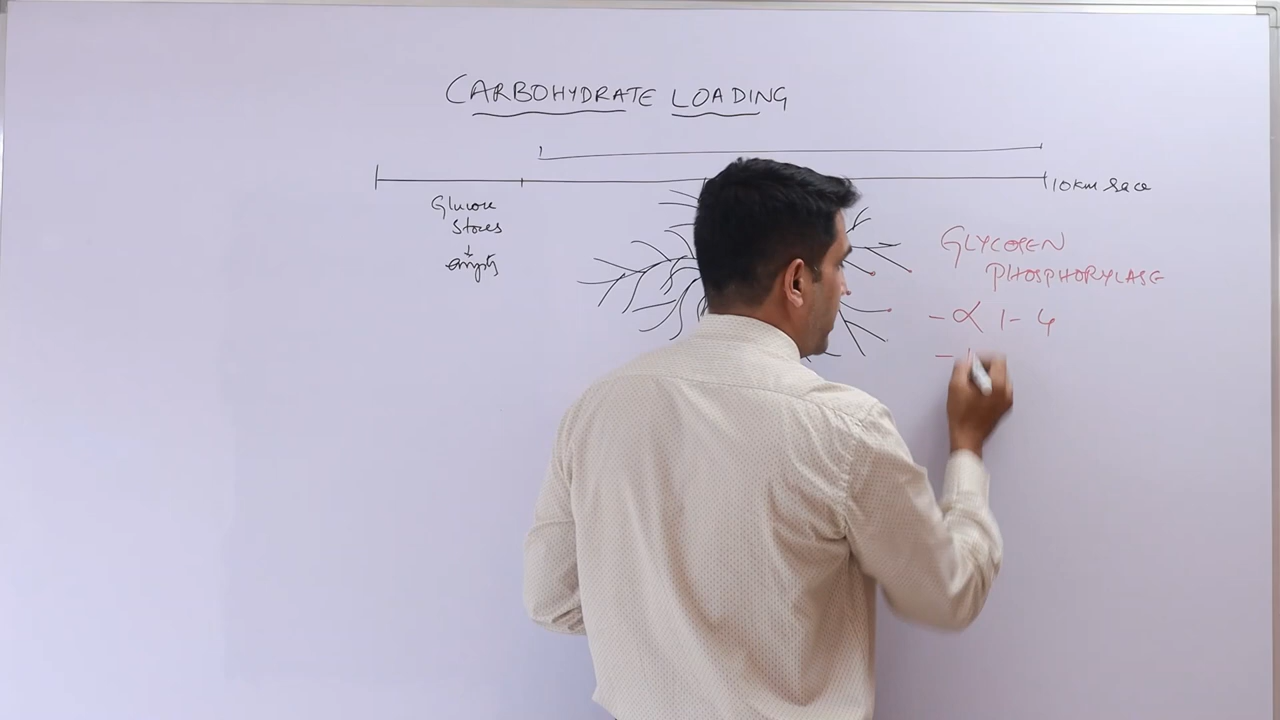 CARBOHYDRATE LOADING
10km race
Glucose
Stores
↓
empty
GLYCOGEN
PHOSPHORYLASE
- α 1-4
-